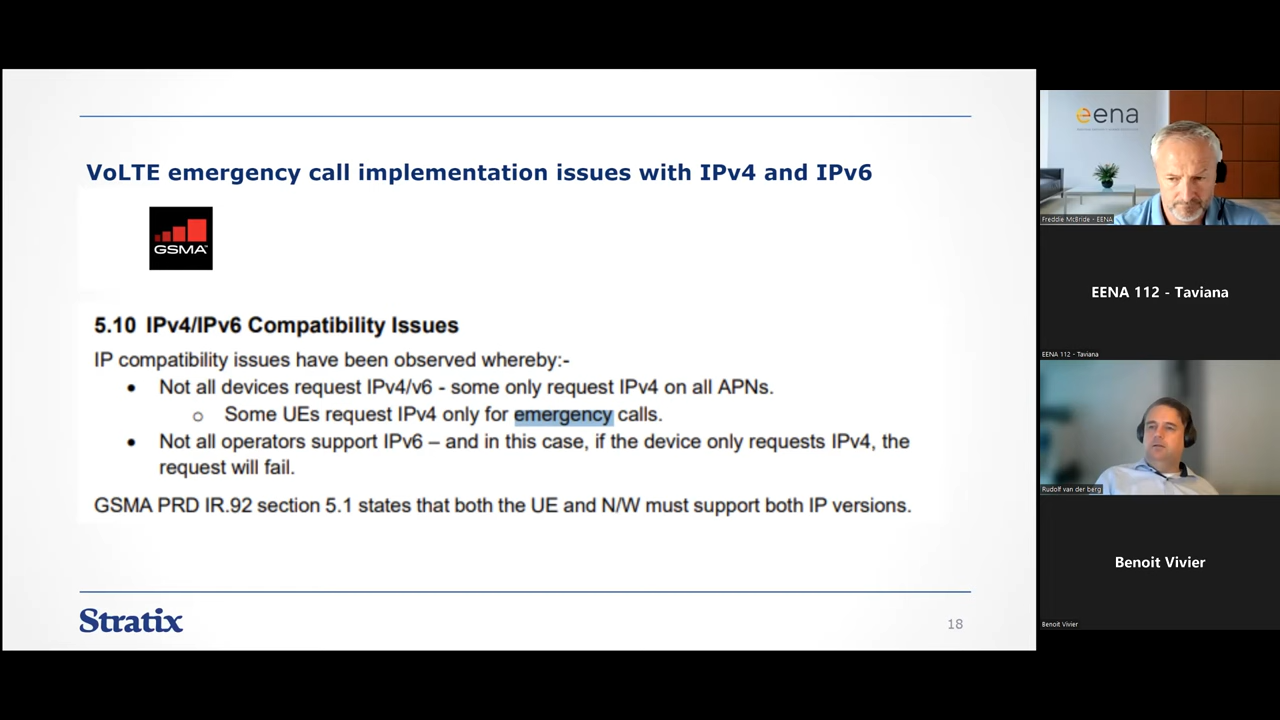 VoLTE emergency call implementation issues with IPv4 and IPv6
GSMA™
5.10 IPv4/IPv6 Compatibility Issues
IP compatibility issues have been observed whereby:-
• Not all devices request IPv4/v6 - some only request IPv4 on all APNs.
o Some UEs request IPv4 only for emergency calls.
• Not all operators support IPv6 – and in this case, if the device only requests IPv4, the
request will fail.
GSMA PRD IR.92 section 5.1 states that both the UE and N/W must support both IP versions.
Stratix
18
eena
Freddie McBride - EENA
EENA 112 - Taviana
EENA 112 - Taviana
Rudolf van der berg
Benoit Vivier
Benoit Vivier